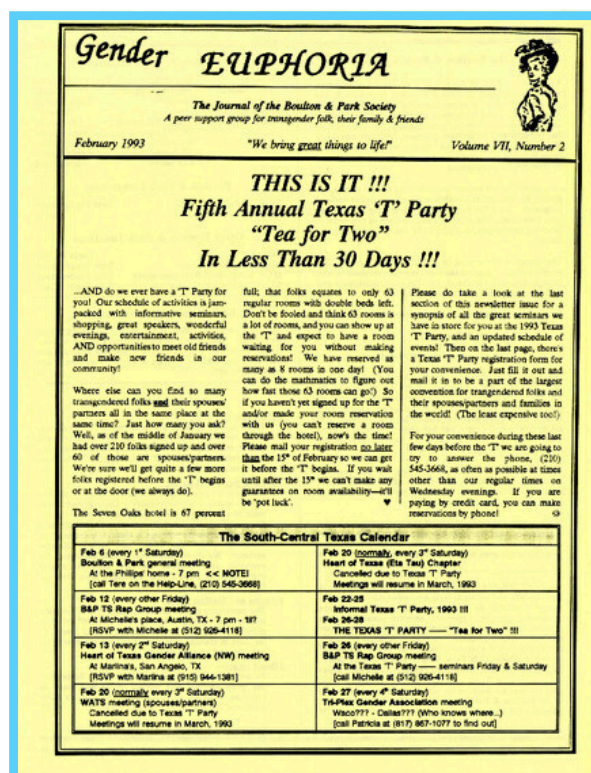 Gender EUPHORIA
The Journal of the Boulton & Park Society
A peer support group for transgender folk, their family & friends
February 1993
"We bring great things to life!"
Volume VII, Number 2
THIS IS IT !!!
Fifth Annual Texas 'T' Party
"Tea for Two"
In Less Than 30 Days !!!
...AND do we ever have a 'T' Party for
you! Our schedule of activities is jam-
packed with informative seminars,
shopping, great speakers, wonderful
evenings, entertainment, activities,
AND opportunities to meet old friends
and make new friends in our
community!
Where else can you find so many
transgendered folks and their spouses/
partners all in the same place at the
same time? Just how many you ask?
Well, as of the middle of January we
had over 210 folks signed up and over
60 of those are spouses/partners.
We're sure we'll get quite a few more
folks registered before the 'T' begins
or at the door (we always do).
The Seven Oaks hotel is 67 percent
full; that folks equates to only 63
regular rooms with double beds left.
Don't be fooled and think 63 rooms is
a lot of rooms, and you can show up at
the 'T' and expect to have a room
waiting for you without making
reservations! We have reserved as
many as 8 rooms in one day! (You
can do the mathmatics to figure out
how fast those 63 rooms can go!) So
if you haven't yet signed up for the 'T'
and/or made your room reservation
with us (you can't reserve a room
through the hotel), now's the time!
Please mail your registration no later
than the 15th of February so we can get
it before the 'T' begins. If you wait
until after the 15th we can't make any
guarantees on room availability—it'll
be 'pot luck'. ♥
Please do take a look at the last
section of this newsletter issue for a
synopsis of all the great seminars we
have in store for you at the 1993 Texas
'T' Party, and an updated schedule of
events! Then on the last page, there's
a Texas 'T' Party registration form for
your convenience. Just fill it out and
mail it in to be a part of the largest
convention for trangendered folks and
their spouses/partners and families in
the world! (The least expensive too!)
For your convenience during these last
few days before the 'T' we are going to
try to answer the phone, (210)
545-3668, as often as possible at times
other than our regular times on
Wednesday evenings. If you are
paying by credit card, you can make
reservations by phone!
The South-Central Texas Calendar
Feb 6 (every 1st Saturday)
Boulton & Park general meeting
At the Phillips' home - 7 pm << NOTE!
[call Tere on the Help-Line, (210) 545-3668]
Feb 12 (every other Friday)
B&P TS Rap Group meeting
At Michelle's place, Austin, TX - 7 pm - 1ii?
[RSVP with Michelle at (512) 926-4118]
Feb 13 (every 2nd Saturday)
Heart of Texas Gender Alliance (NW) meeting
At Marlina's, San Angelo, TX
[RSVP with Marlina at (915) 944-1381]
Feb 20 (normally every 3rd Saturday)
WATS meeting (spouses/partners)
Cancelled due to Texas 'T' Party
Meetings will resume in March, 1993
Feb 20 (normally, every 3rd Saturday)
Heart of Texas (Eta Tau) Chapter
Cancelled due to Texas 'T' Party
Meetings will resume in March, 1993
Feb 22-25
Informal Texas 'T' Party, 1993 !!!
Feb 26-28
THE TEXAS 'T' PARTY —— "Tea for Two" !!!
Feb 26 (every other Friday)
B&P TS Rap Group meeting
At the Texas 'T' Party —— seminars Friday & Saturday
[call Michelle at (512) 926-4118]
Feb 27 (every 4th Saturday)
Tri-Plex Gender Association meeting
Waco??? - Dallas??? (Who knows where...)
[call Patricia at (817) 867-1077 to find out]